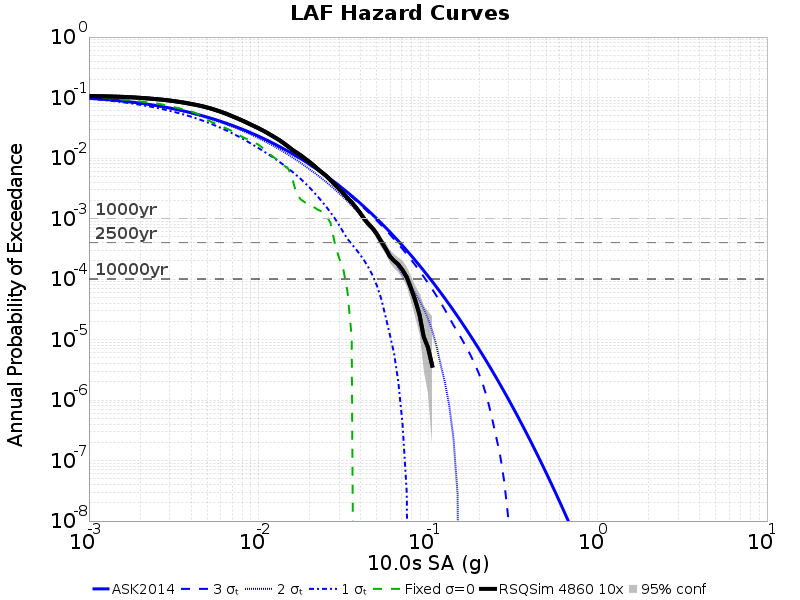 LAF Hazard Curves
Annual Probability of Exceedance
10⁰
10⁻¹
10⁻²
10⁻³
10⁻⁴
10⁻⁵
10⁻⁶
10⁻⁷
10⁻⁸
1000yr
2500yr
10000yr
10⁻³ 10⁻² 10⁻¹ 10⁰ 10¹
10.0s SA (g)
ASK2014 3 σₜ 2 σₜ 1 σₜ Fixed σ=0 RSQSim 4860 10x 95% conf